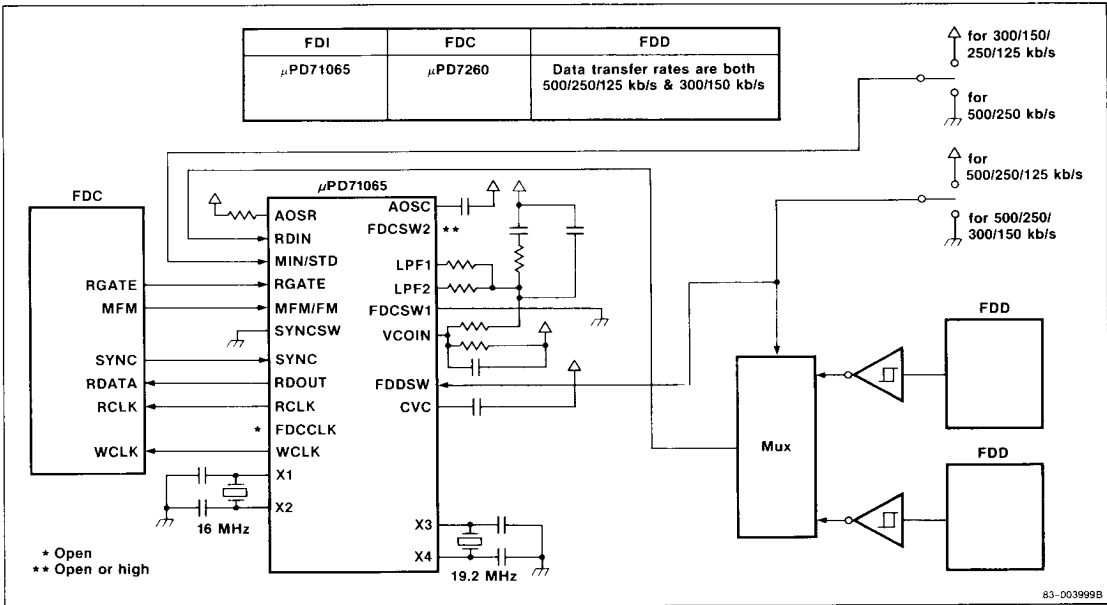 FDI FDC FDD
μPD71065 μPD7260 Data transfer rates are both
500/250/125 kb/s & 300/150 kb/s
for 300/150/
250/125 kb/s
for
500/250 kb/s
for
500/250/125 kb/s
for 500/250/
300/150 kb/s
FDC
RGATE
MFM
SYNC
RDATA
RCLK
WCLK
μPD71065
AOSR
RDIN
MIN/STD
RGATE
MFM/FM
SYNCSW
SYNC
RDOUT
RCLK
* FDCCLK
WCLK
X1
X2
AOSC
FDCSW2 **
LPF1
LPF2
FDCSW1
VCOIN
FDDSW
CVC
X3
X4
16 MHz
19.2 MHz
Mux
FDD
FDD
* Open
** Open or high
83-003999B